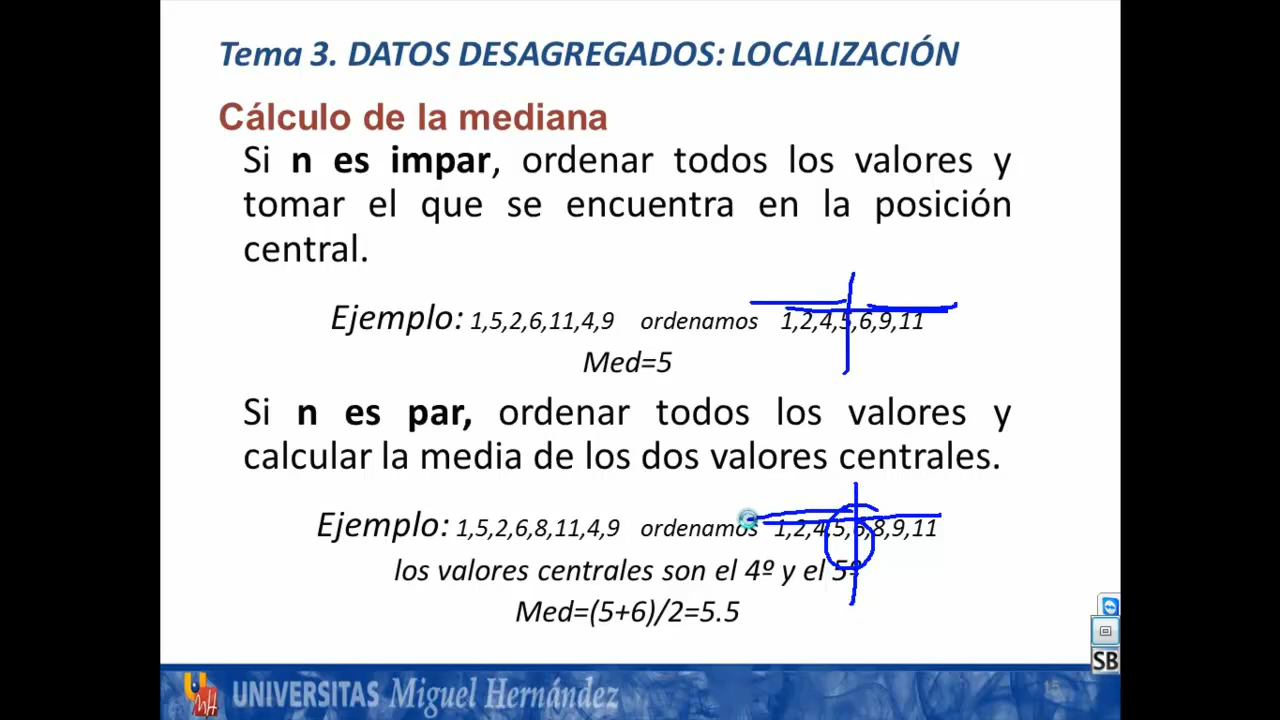 Tema 3. DATOS DESAGREGADOS: LOCALIZACIÓN
Cálculo de la mediana
Si n es impar, ordenar todos los valores y
tomar el que se encuentra en la posición
central.
Ejemplo: 1,5,2,6,11,4,9 ordenamos 1,2,4,5,6,9,11
Med=5
Si n es par, ordenar todos los valores y
calcular la media de los dos valores centrales.
Ejemplo: 1,5,2,6,8,11,4,9 ordenamos 1,2,4,5,6,8,9,11
los valores centrales son el 4º y el 5º
Med=(5+6)/2=5.5
SB
UNIVERSITAS Miguel Hernández
15